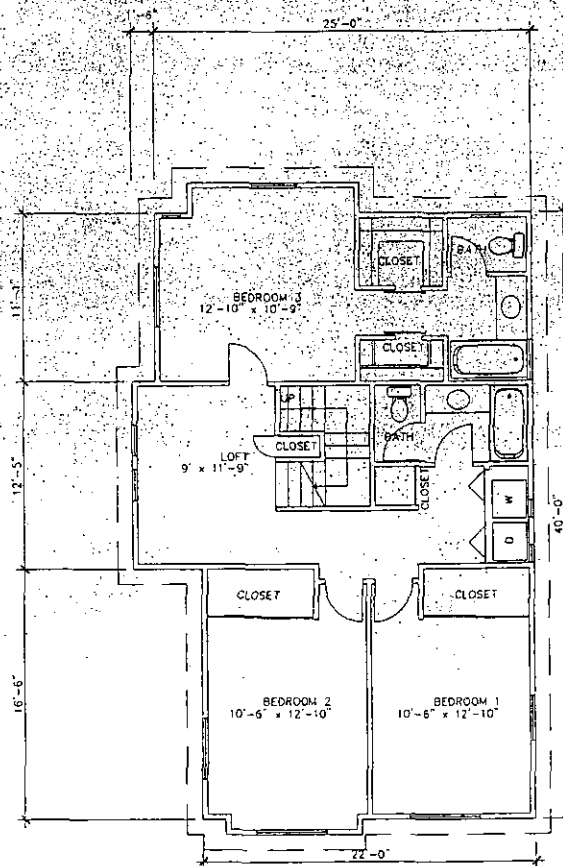 1'-6"
25'-0"
CLOSET
BATH
BEDROOM 3
12'-10" x 10'-9"
CLOSET
UP
BATH
CLOSET
LOFT
9' x 11'-9"
CLOSET
W
D
12'-5"
40'-0"
CLOSET
CLOSET
BEDROOM 2
10'-6" x 12'-10"
BEDROOM 1
10'-6" x 12'-10"
16'-6"
22'-0"